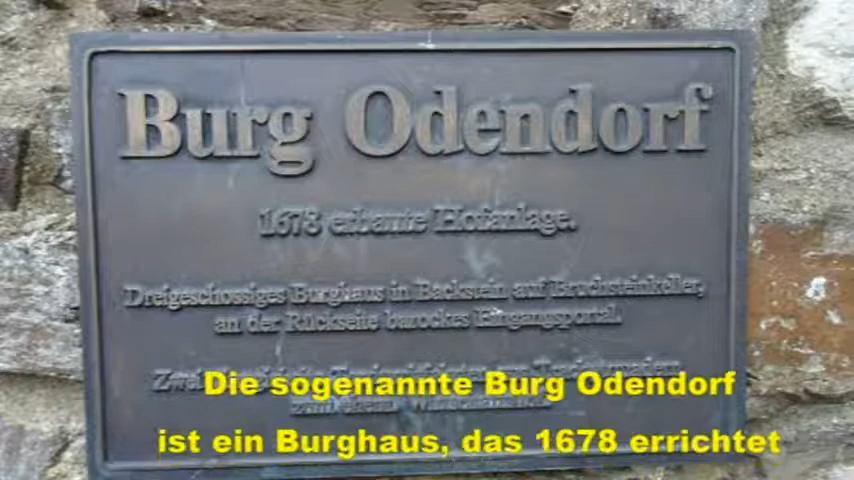 Burg Odendorf
1678 erbaute Hofanlage.
Dreigeschossiges Burghaus in Backstein auf Bruchsteinkeller,
an der Rückseite barockes Eingangsportal.
Die sogenannte Burg Odendorf
ist ein Burghaus, das 1678 errichtet